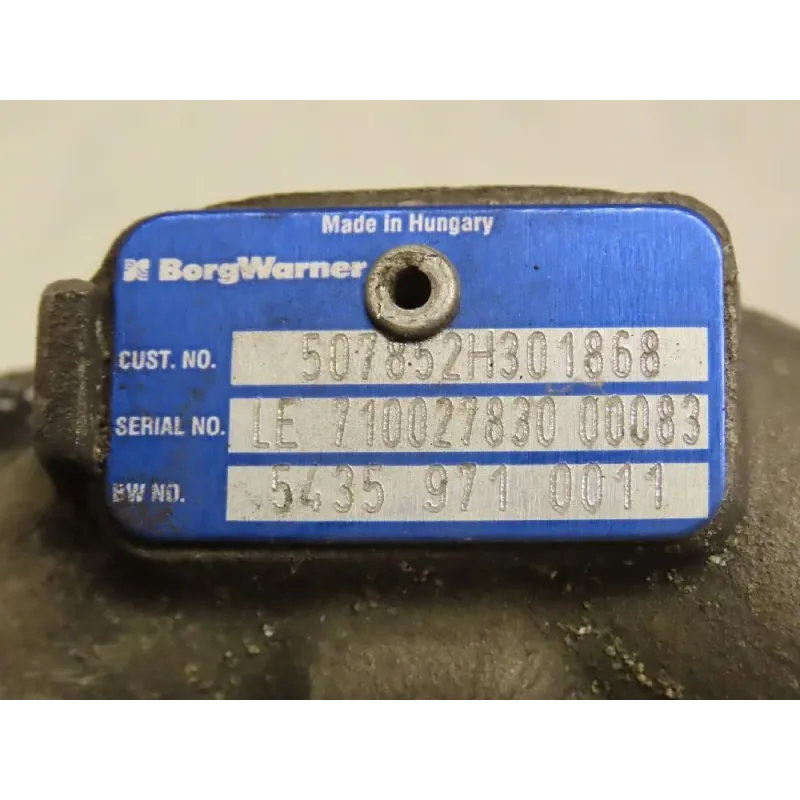 Made in Hungary
BorgWarner
CUST. NO. 507852H301868
SERIAL NO. LE 710027830 00083
BW NO. 5435 971 0011